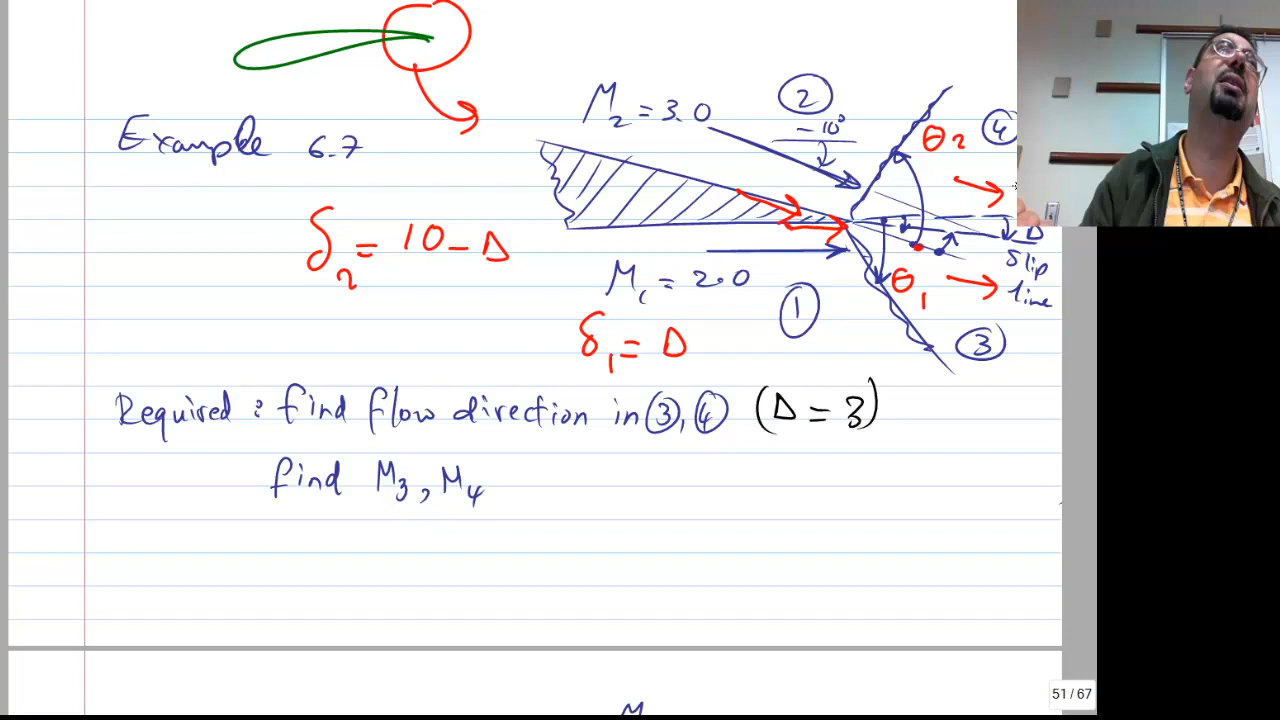 Example 6.7
M₂ = 3.0
②
-10°
θ₂
④
δ₂ = 10 - Δ
Δ
slip
line
M₁ = 2.0
①
θ₁
③
δ₁ = Δ
Required : find flow direction in ③, ④ (Δ = 3)
find M₃, M₄
51 / 67